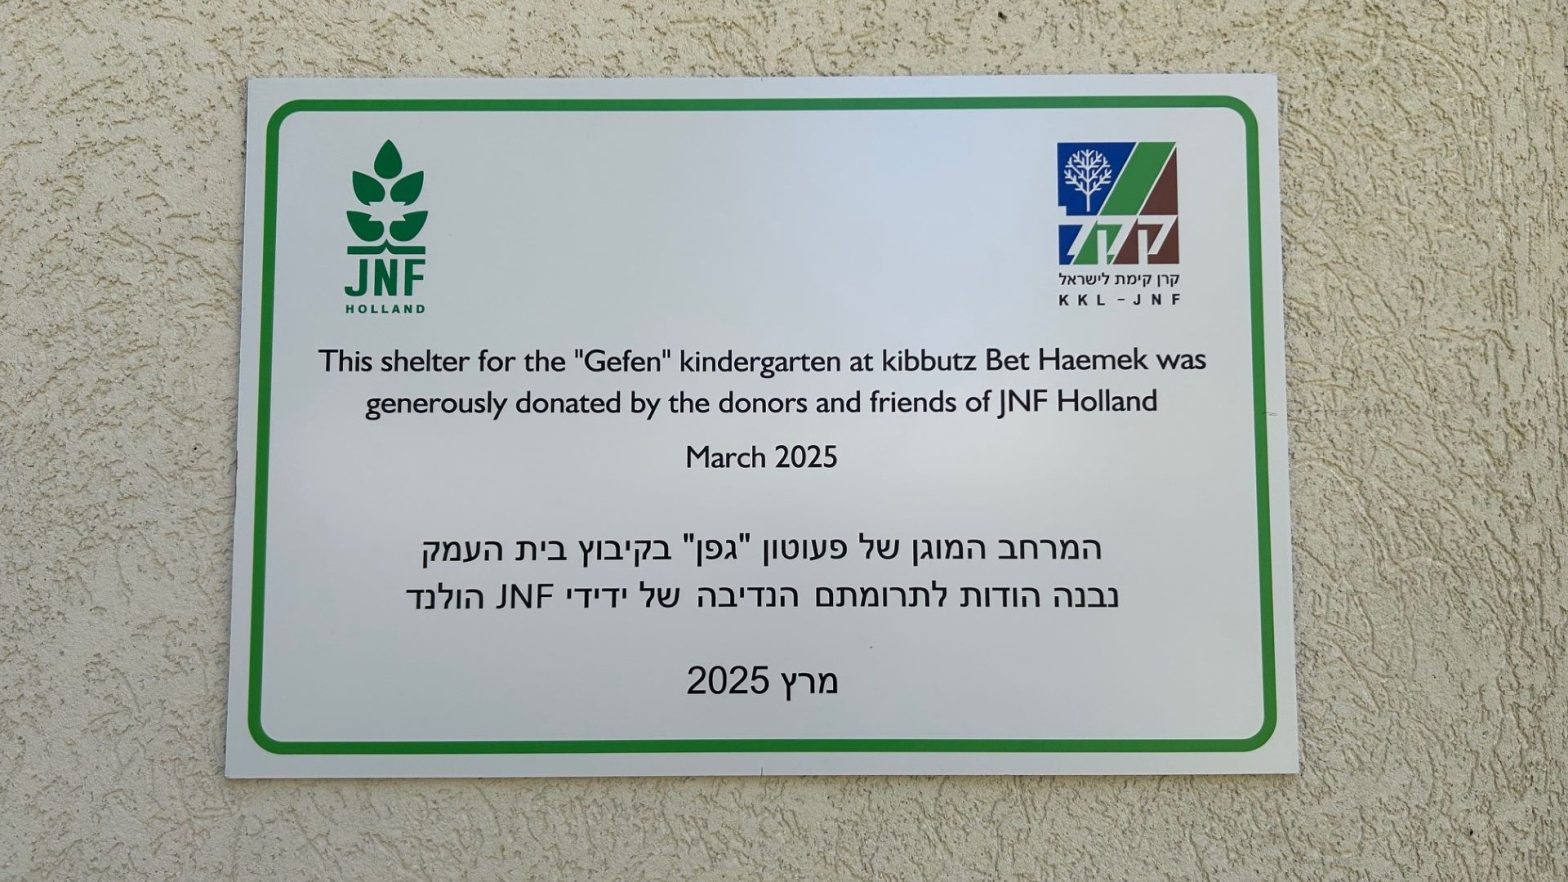 JNF
HOLLAND
קקל
קרן קימת לישראל
KKL-JNF
This shelter for the "Gefen" kindergarten at kibbutz Bet Haemek was
generously donated by the donors and friends of JNF Holland
March 2025
המרחב המוגן של פעוטון "גפן" בקיבוץ בית העמק
נבנה הודות לתרומתם הנדיבה של ידידי JNF הולנד
מרץ 2025